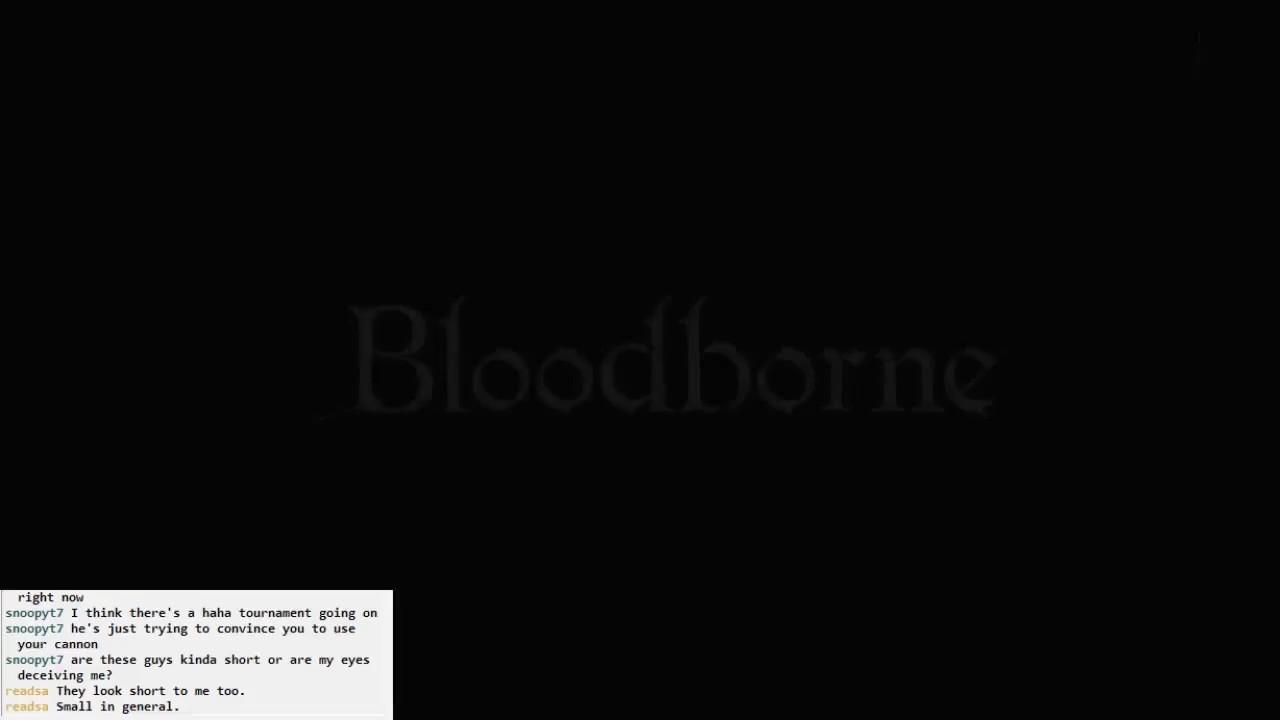 Bloodborne
right now
snoopyt7 I think there's a haha tournament going on
snoopyt7 he's just trying to convince you to use
your cannon
snoopyt7 are these guys kinda short or are my eyes
deceiving me?
readsa They look short to me too.
readsa Small in general.